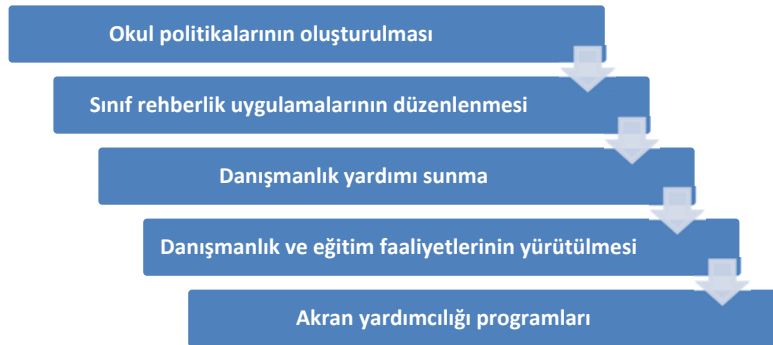 Okul politikalarının oluşturulması
Sınıf rehberlik uygulamalarının düzenlenmesi
Danışmanlık yardımı sunma
Danışmanlık ve eğitim faaliyetlerinin yürütülmesi
Akran yardımcılığı programları